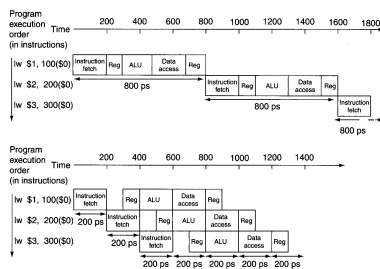 Program
execution
order
(in instructions)
Time
200 400 600 800 1000 1200 1400 1600 1800
lw $1, 100($0)
Instruction fetch Reg ALU Data access Reg
lw $2, 200($0)
800 ps
Instruction fetch Reg ALU Data access Reg
lw $3, 300($0)
800 ps
Instruction fetch
800 ps
Program
execution
order
(in instructions)
Time
200 400 600 800 1000 1200 1400
lw $1, 100($0)
Instruction fetch Reg ALU Data access Reg
lw $2, 200($0)
200 ps
Instruction fetch Reg ALU Data access Reg
lw $3, 300($0)
200 ps
Instruction fetch Reg ALU Data access Reg
200 ps 200 ps 200 ps 200 ps 200 ps